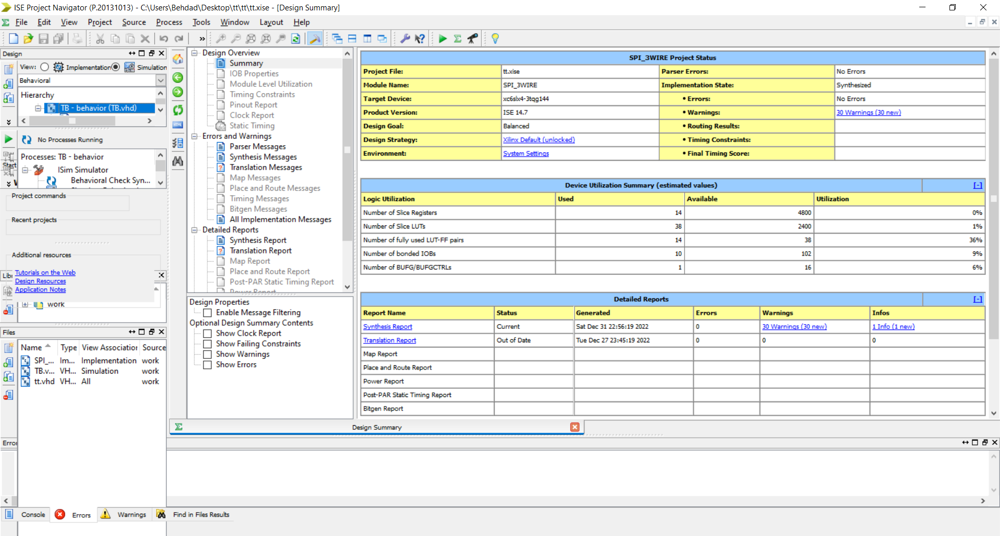 ISE Project Navigator (P.20131013) - C:\Users\Behdad\Desktop\tt\tt\tt.xise - [Design Summary]
File Edit View Project Source Process Tools Window Layout Help
»
Design
View: Implementation Simulation
Behavioral
Hierarchy
TB - behavior (TB.vhd)
No Processes Running
Processes: TB - behavior
ISim Simulator
Behavioral Check Syn...
Start
Project commands
Recent projects
Additional resources
Tutorials on the Web
Design Resources
Application Notes
Libr
work
Files
Name Type View Association Source
SPI_... Im... Implementation work
TB.v... VH... Simulation work
tt.vhd VH... All work
Design Overview
Summary
IOB Properties
Module Level Utilization
Timing Constraints
Pinout Report
Clock Report
Static Timing
Errors and Warnings
Parser Messages
Synthesis Messages
Translation Messages
Map Messages
Place and Route Messages
Timing Messages
Bitgen Messages
All Implementation Messages
Detailed Reports
Synthesis Report
Translation Report
Map Report
Place and Route Report
Post-PAR Static Timing Report
Power Report
Design Properties
Enable Message Filtering
Optional Design Summary Contents
Show Clock Report
Show Failing Constraints
Show Warnings
Show Errors
SPI_3WIRE Project Status
Project File: tt.xise Parser Errors: No Errors
Module Name: SPI_3WIRE Implementation State: Synthesized
Target Device: xc6slx4-3tqg144 • Errors: No Errors
Product Version: ISE 14.7 • Warnings: 30 Warnings (30 new)
Design Goal: Balanced • Routing Results:
Design Strategy: Xilinx Default (unlocked) • Timing Constraints:
Environment: System Settings • Final Timing Score:
Device Utilization Summary (estimated values) [-]
Logic Utilization Used Available Utilization
Number of Slice Registers 14 4800 0%
Number of Slice LUTs 38 2400 1%
Number of fully used LUT-FF pairs 14 38 36%
Number of bonded IOBs 10 102 9%
Number of BUFG/BUFGCTRLs 1 16 6%
Detailed Reports [-]
Report Name Status Generated Errors Warnings Infos
Synthesis Report Current Sat Dec 31 22:56:19 2022 0 30 Warnings (30 new) 1 Info (1 new)
Translation Report Out of Date Tue Dec 27 23:45:19 2022 0 0 0
Map Report
Place and Route Report
Power Report
Post-PAR Static Timing Report
Bitgen Report
Design Summary
Error
Console Errors Warnings Find in Files Results